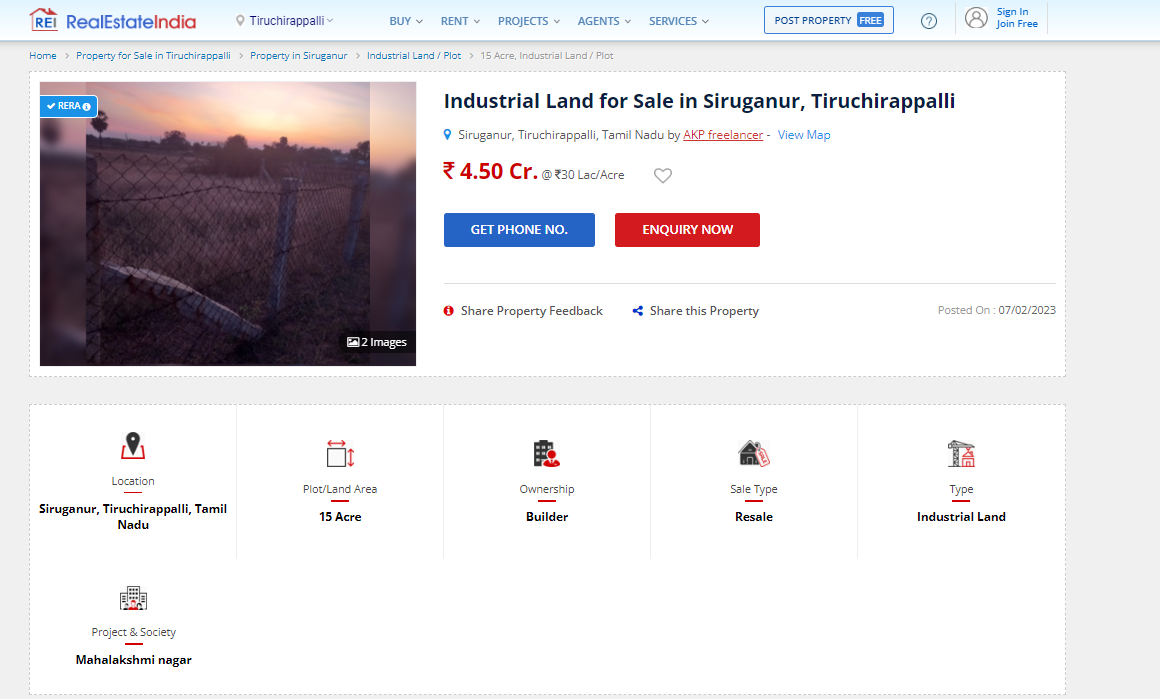 REI RealEstateIndia
Tiruchirappalli
BUY RENT PROJECTS AGENTS SERVICES
POST PROPERTY FREE
?
Sign In
Join Free
Home > Property for Sale in Tiruchirappalli > Property in Siruganur > Industrial Land / Plot > 15 Acre, Industrial Land / Plot
RERA
2 Images
Industrial Land for Sale in Siruganur, Tiruchirappalli
Siruganur, Tiruchirappalli, Tamil Nadu by AKP freelancer - View Map
₹ 4.50 Cr. @ ₹30 Lac/Acre
GET PHONE NO. ENQUIRY NOW
Share Property Feedback Share this Property Posted On : 07/02/2023
Location
Siruganur, Tiruchirappalli, Tamil
Nadu
Plot/Land Area
15 Acre
Ownership
Builder
Sale Type
Resale
Type
Industrial Land
Project & Society
Mahalakshmi nagar